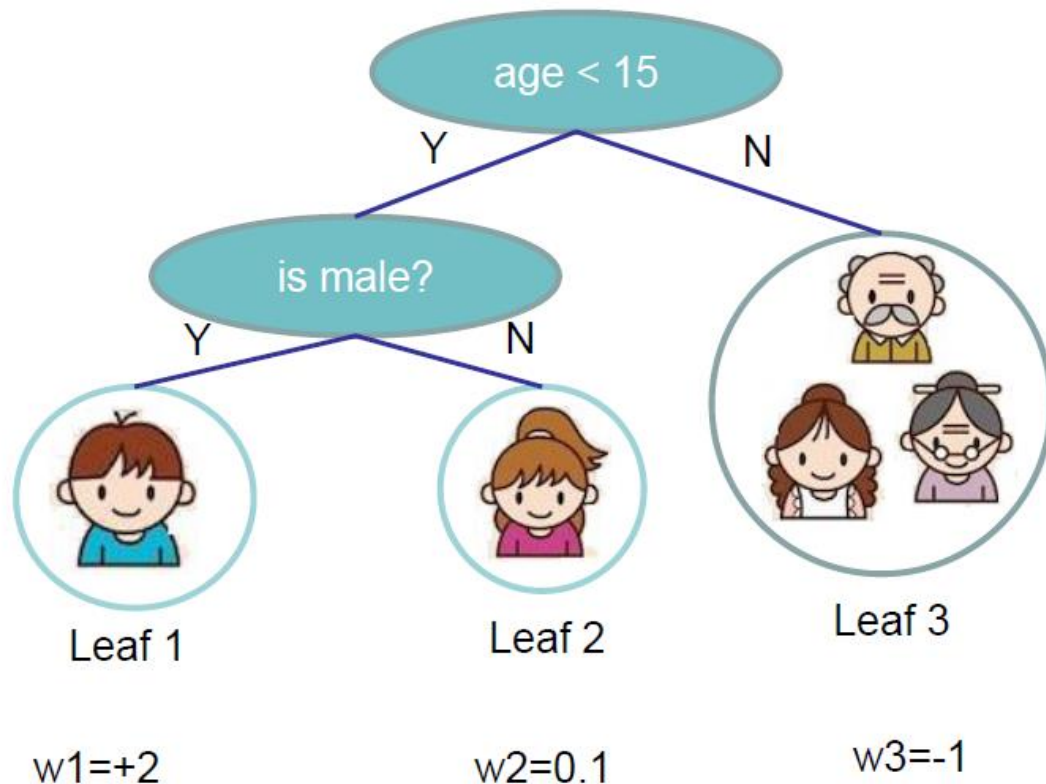 age < 15
Y
N
is male?
Y
N
Leaf 1
Leaf 2
Leaf 3
w1=+2
w2=0.1
w3=-1